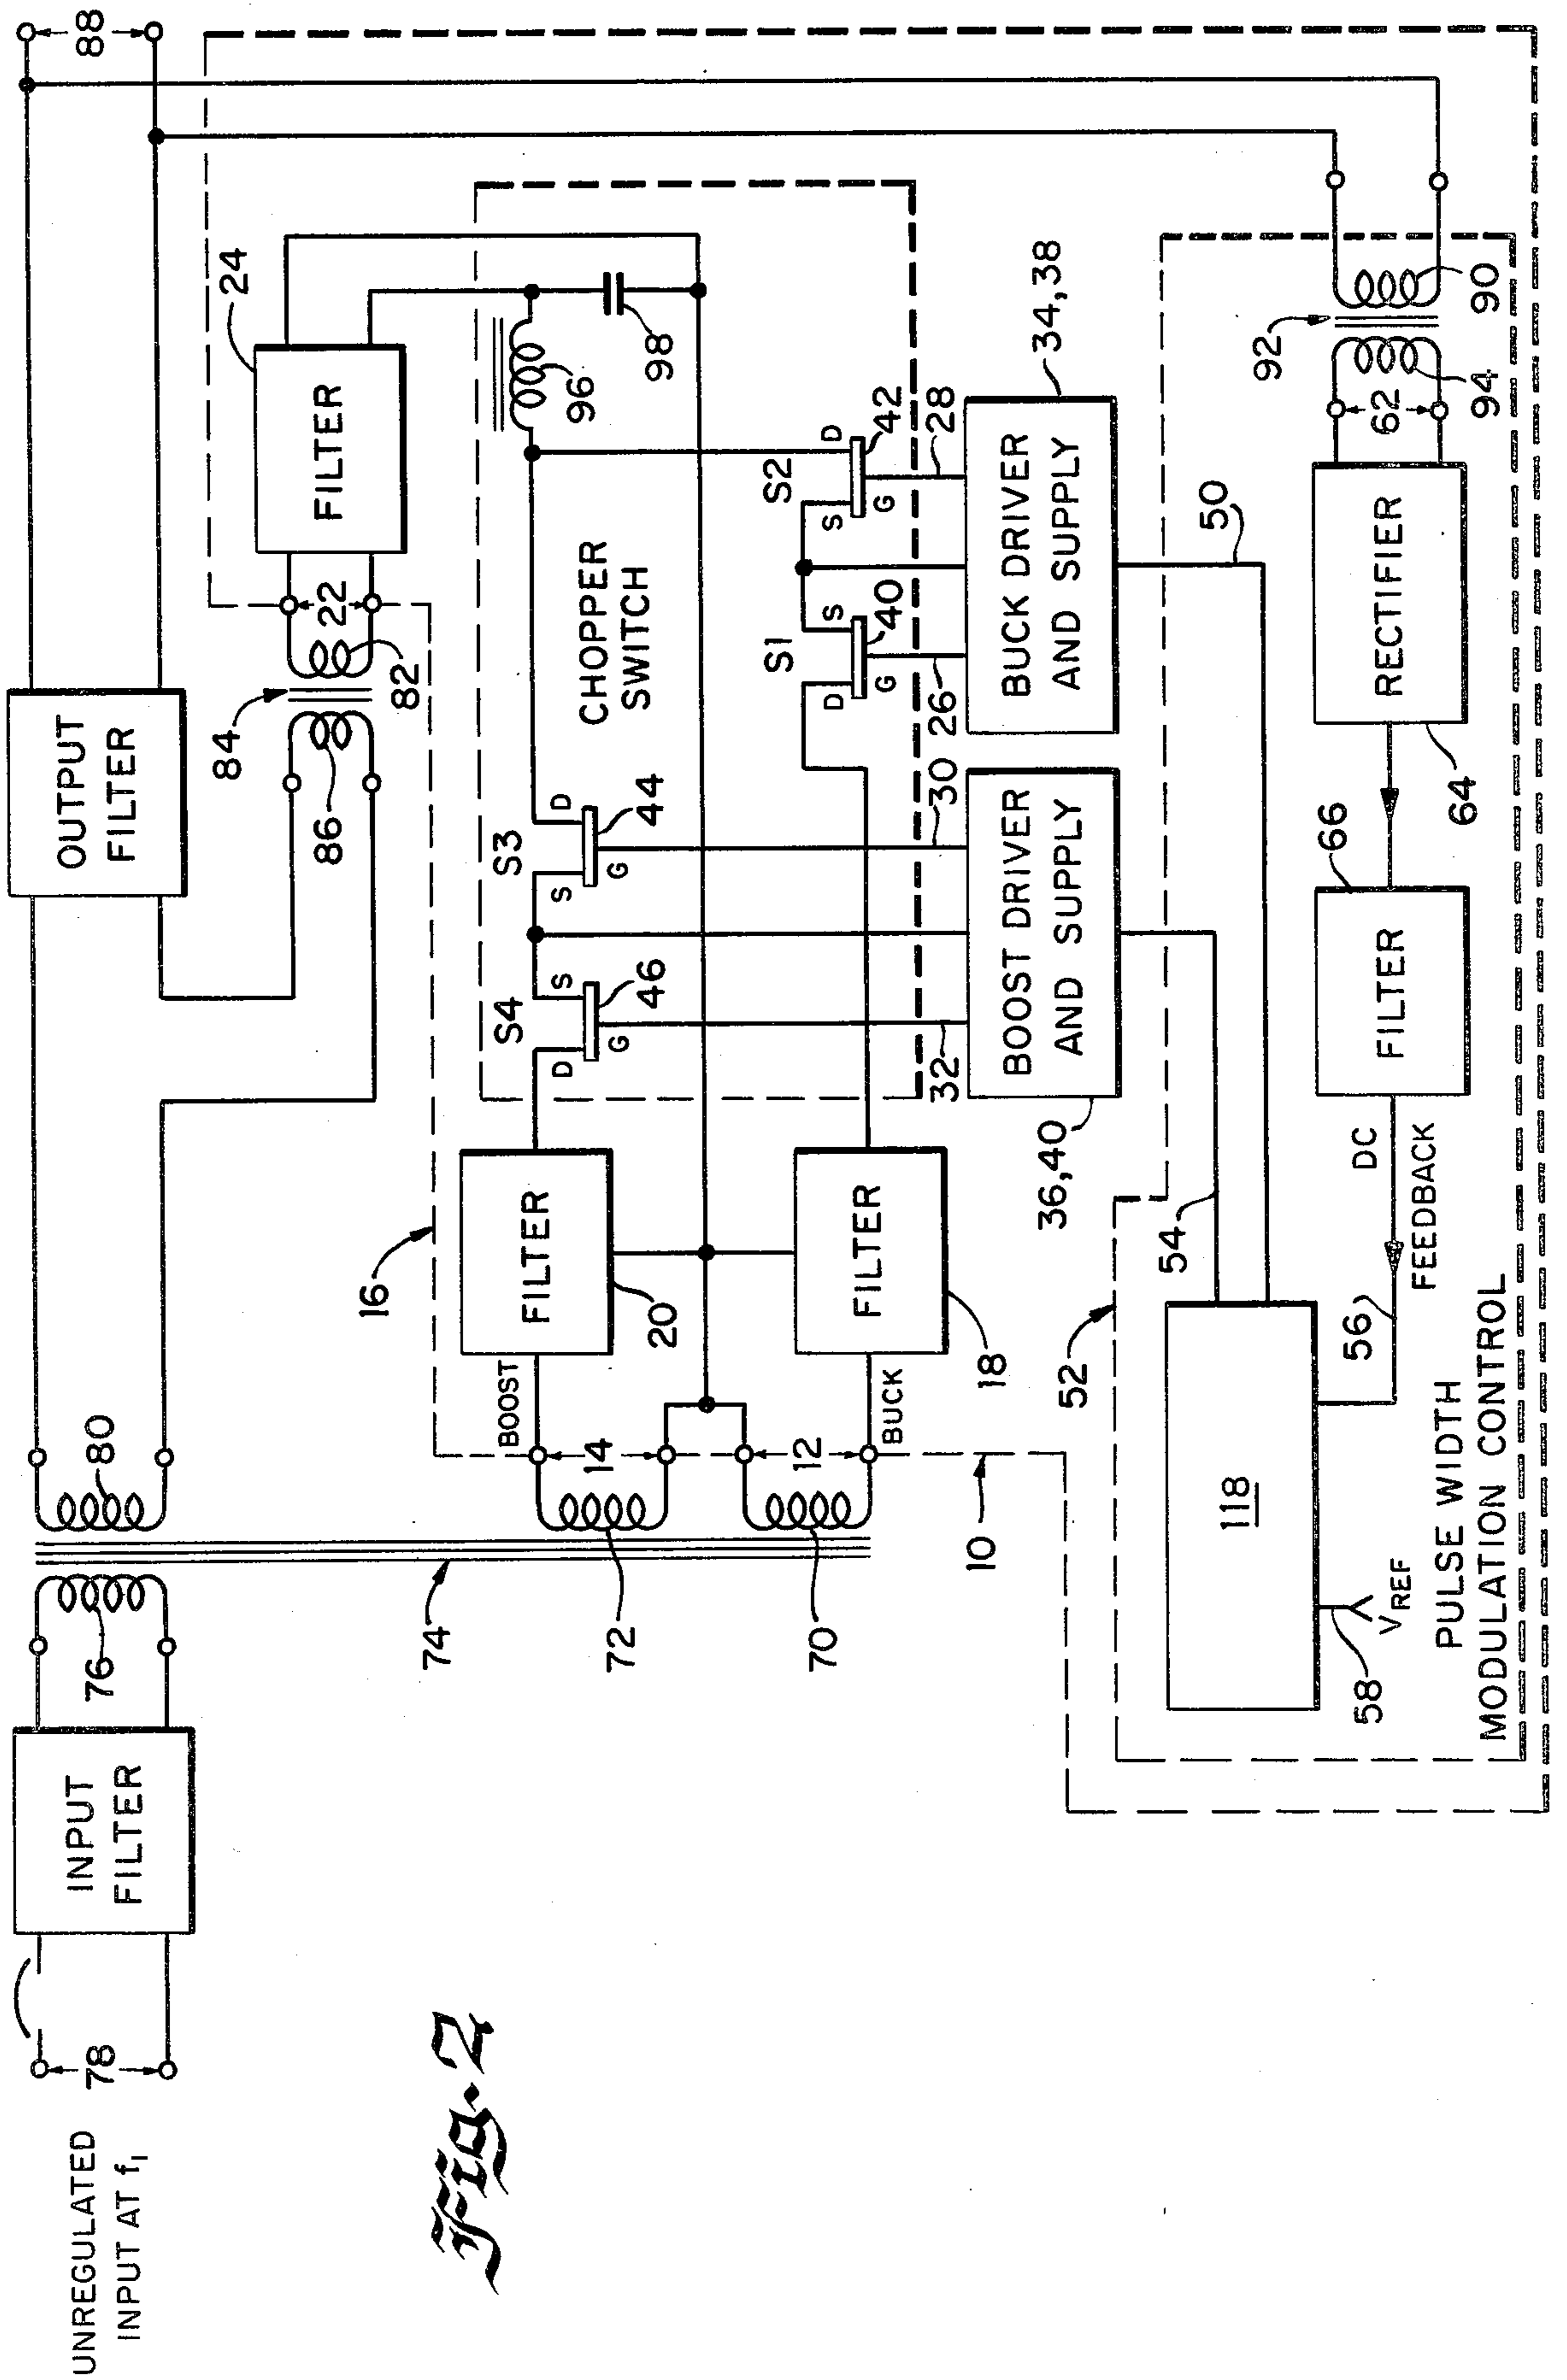 UNREGULATED
INPUT AT f1
78
INPUT
FILTER
76
80
74
72
70
OUTPUT
FILTER
88
84
86
82
22
FILTER
24
10
16
14
12
BOOST
BUCK
FILTER
20
FILTER
18
S4
D
S
G
46
S3
S
D
G
44
CHOPPER
SWITCH
96
98
S1
D
S
G
40
S2
S
D
G
42
32
30
26
28
BOOST DRIVER
AND SUPPLY
36,40
BUCK DRIVER
AND SUPPLY
34,38
52
54
50
118
58
VREF
56
DC
FEEDBACK
FILTER
66
RECTIFIER
64
62
92
94
90
PULSE WIDTH
MODULATION CONTROL
Fig. 2